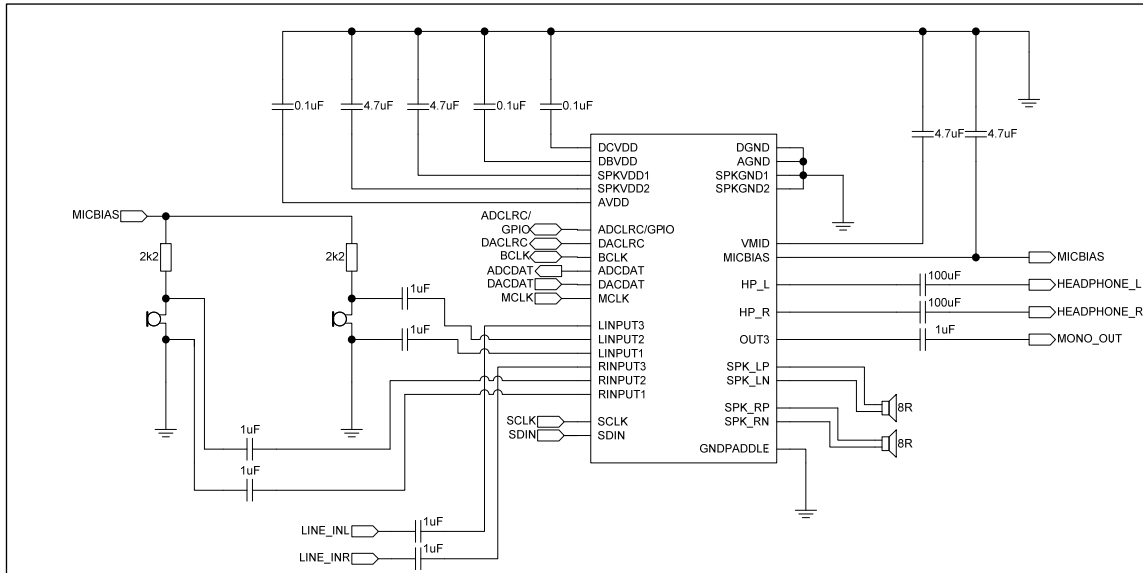 0.1uF 4.7uF 4.7uF 0.1uF 0.1uF
4.7uF 4.7uF
DCVDD
DBVDD
SPKVDD1
SPKVDD2
AVDD
DGND
AGND
SPKGND1
SPKGND2
MICBIAS
2k2
2k2
ADCLRC/
GPIO
DACLRC
BCLK
ADCDAT
DACDAT
MCLK
ADCLRC/GPIO
DACLRC
BCLK
ADCDAT
DACDAT
MCLK
VMID
MICBIAS
MICBIAS
HP_L
100uF
HEADPHONE_L
HP_R
100uF
HEADPHONE_R
OUT3
1uF
MONO_OUT
1uF
1uF
LINPUT3
LINPUT2
LINPUT1
RINPUT3
RINPUT2
RINPUT1
SPK_LP
SPK_LN
8R
SPK_RP
SPK_RN
8R
SCLK
SDIN
SCLK
SDIN
GNDPADDLE
1uF
1uF
LINE_INL
1uF
LINE_INR
1uF